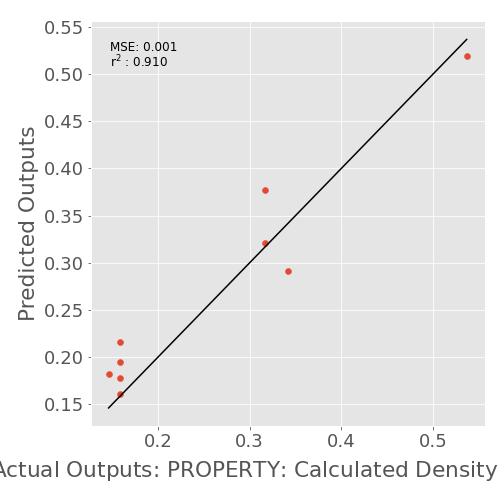 MSE: 0.001
r² : 0.910
0.55
0.50
0.45
0.40
0.35
0.30
0.25
0.20
0.15
Predicted Outputs
0.2 0.3 0.4 0.5
Actual Outputs: PROPERTY: Calculated Density